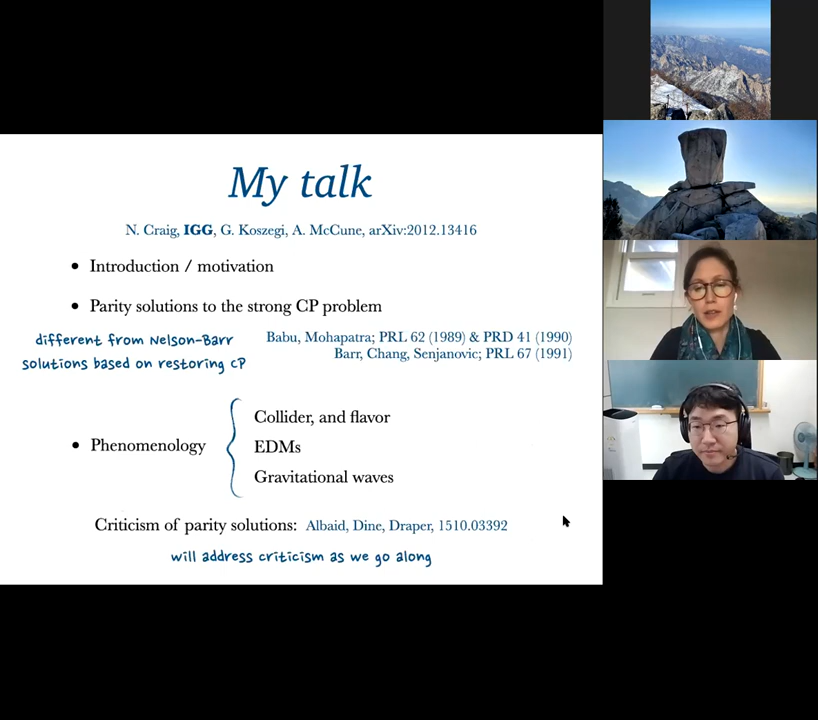 My talk
N. Craig, IGG, G. Koszegi, A. McCune, arXiv:2012.13416
• Introduction / motivation
• Parity solutions to the strong CP problem
different from Nelson-Barr
solutions based on restoring CP
Babu, Mohapatra; PRL 62 (1989) & PRD 41 (1990)
Barr, Chang, Senjanovic; PRL 67 (1991)
• Phenomenology
Collider, and flavor
EDMs
Gravitational waves
Criticism of parity solutions: Albaid, Dine, Draper, 1510.03392
will address criticism as we go along